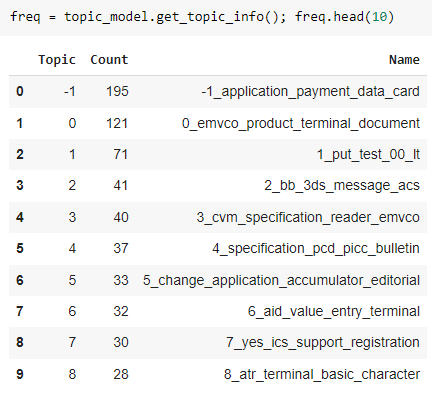 freq = topic_model.get_topic_info(); freq.head(10)
Topic Count Name
0 -1 195 -1_application_payment_data_card
1 0 121 0_emvco_product_terminal_document
2 1 71 1_put_test_00_lt
3 2 41 2_bb_3ds_message_acs
4 3 40 3_cvm_specification_reader_emvco
5 4 37 4_specification_pcd_picc_bulletin
6 5 33 5_change_application_accumulator_editorial
7 6 32 6_aid_value_entry_terminal
8 7 30 7_yes_ics_support_registration
9 8 28 8_atr_terminal_basic_character